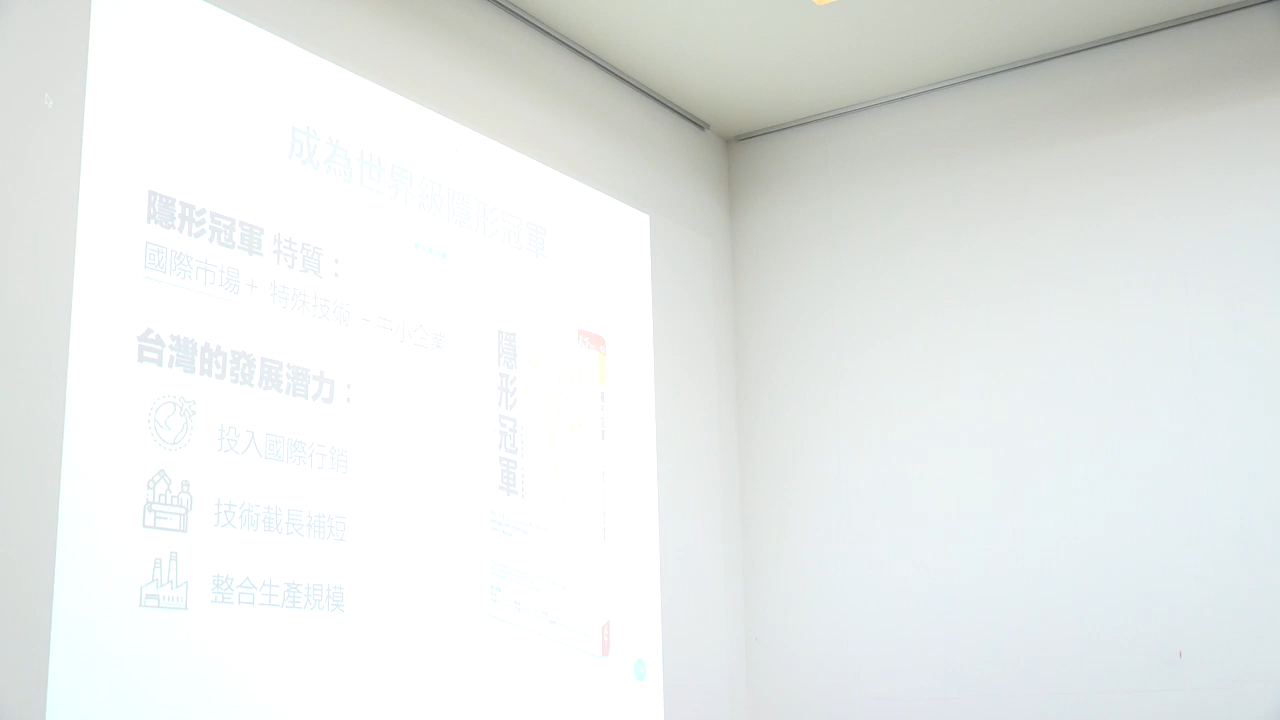 成為世界級隱形冠軍
隱形冠軍 特質：
國際市場＋ 特殊技術 – 中小企業
台灣的發展潛力：
投入國際行銷
技術截長補短
整合生產規模
隱形冠軍